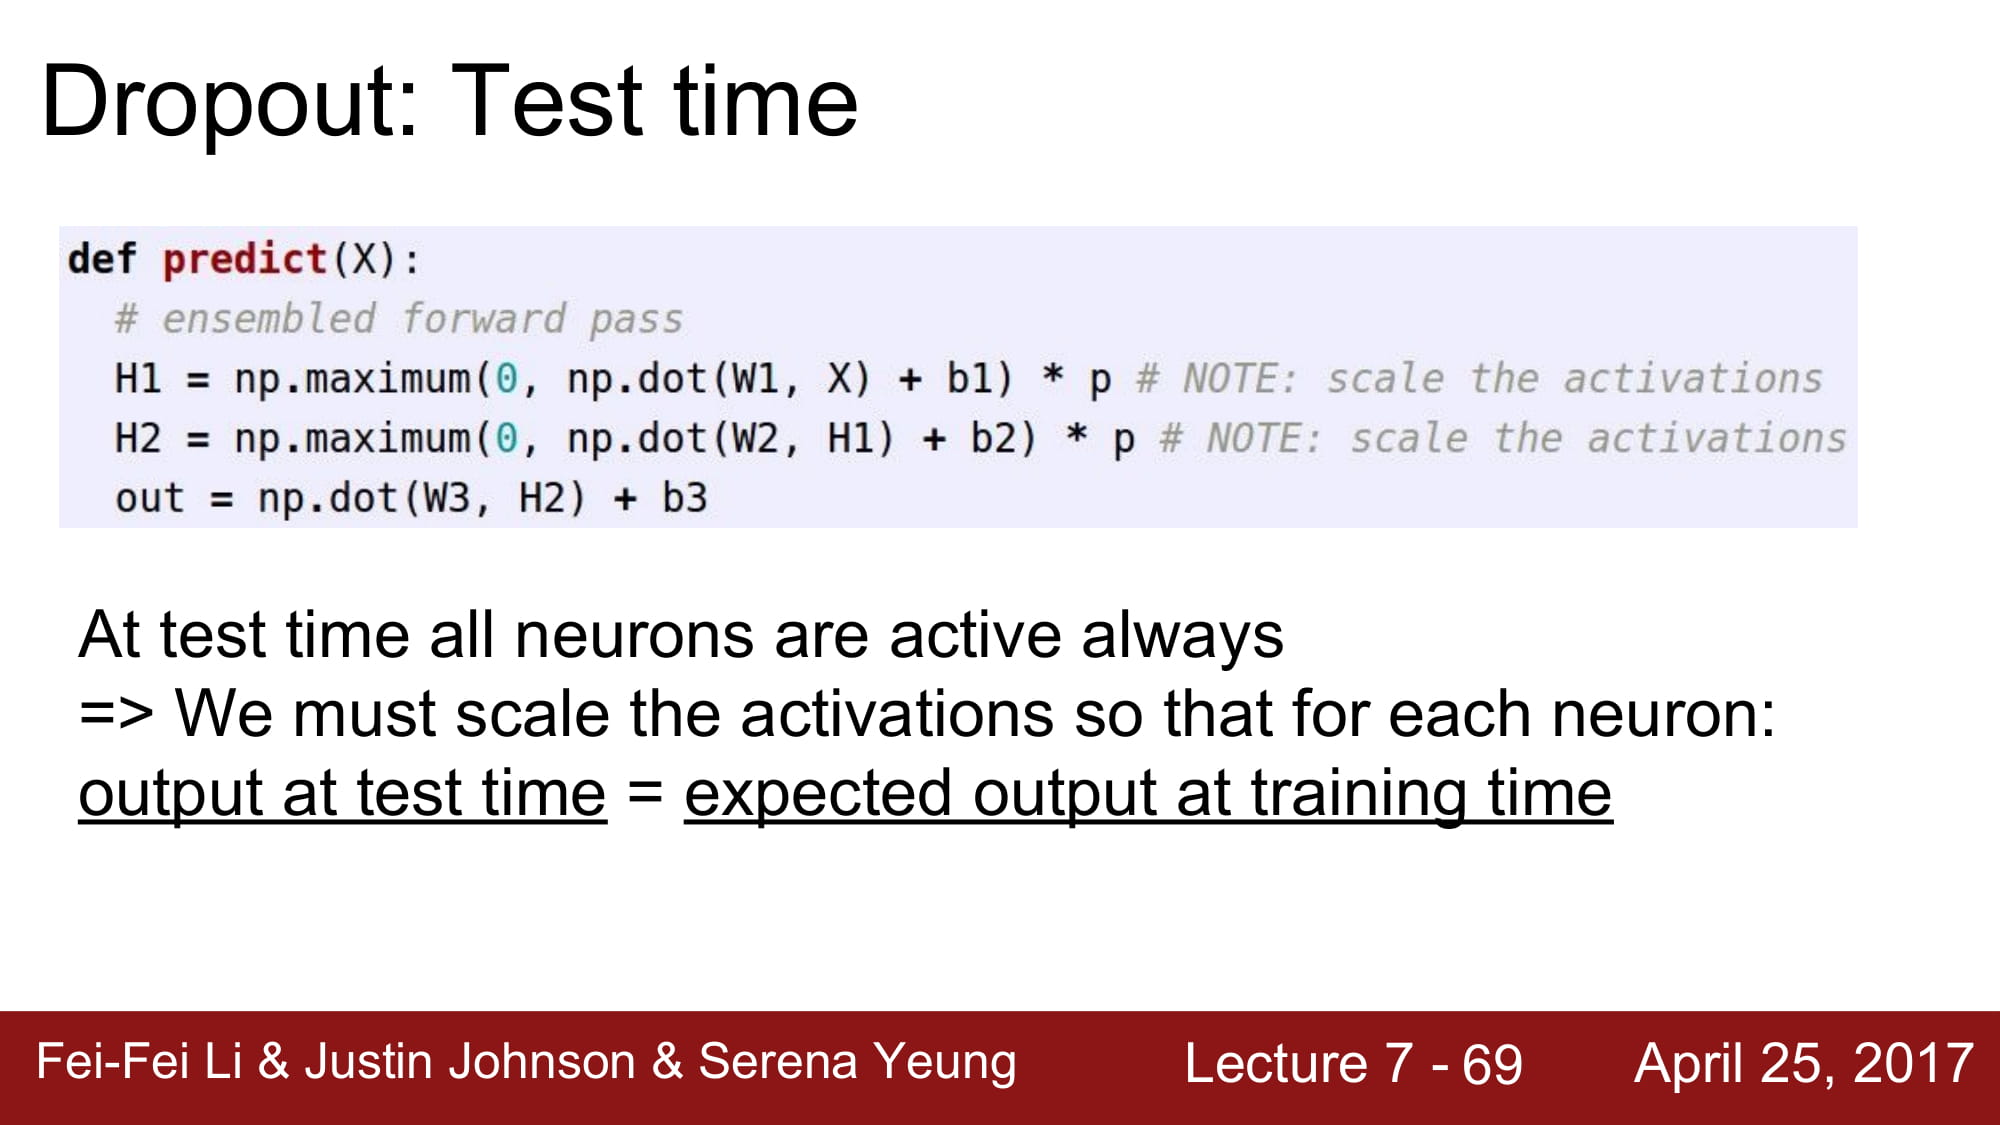 Dropout: Test time
def predict(X):
  # ensembled forward pass
  H1 = np.maximum(0, np.dot(W1, X) + b1) * p # NOTE: scale the activations
  H2 = np.maximum(0, np.dot(W2, H1) + b2) * p # NOTE: scale the activations
  out = np.dot(W3, H2) + b3
At test time all neurons are active always
=> We must scale the activations so that for each neuron:
output at test time = expected output at training time
Fei-Fei Li & Justin Johnson & Serena Yeung Lecture 7 - 69 April 25, 2017